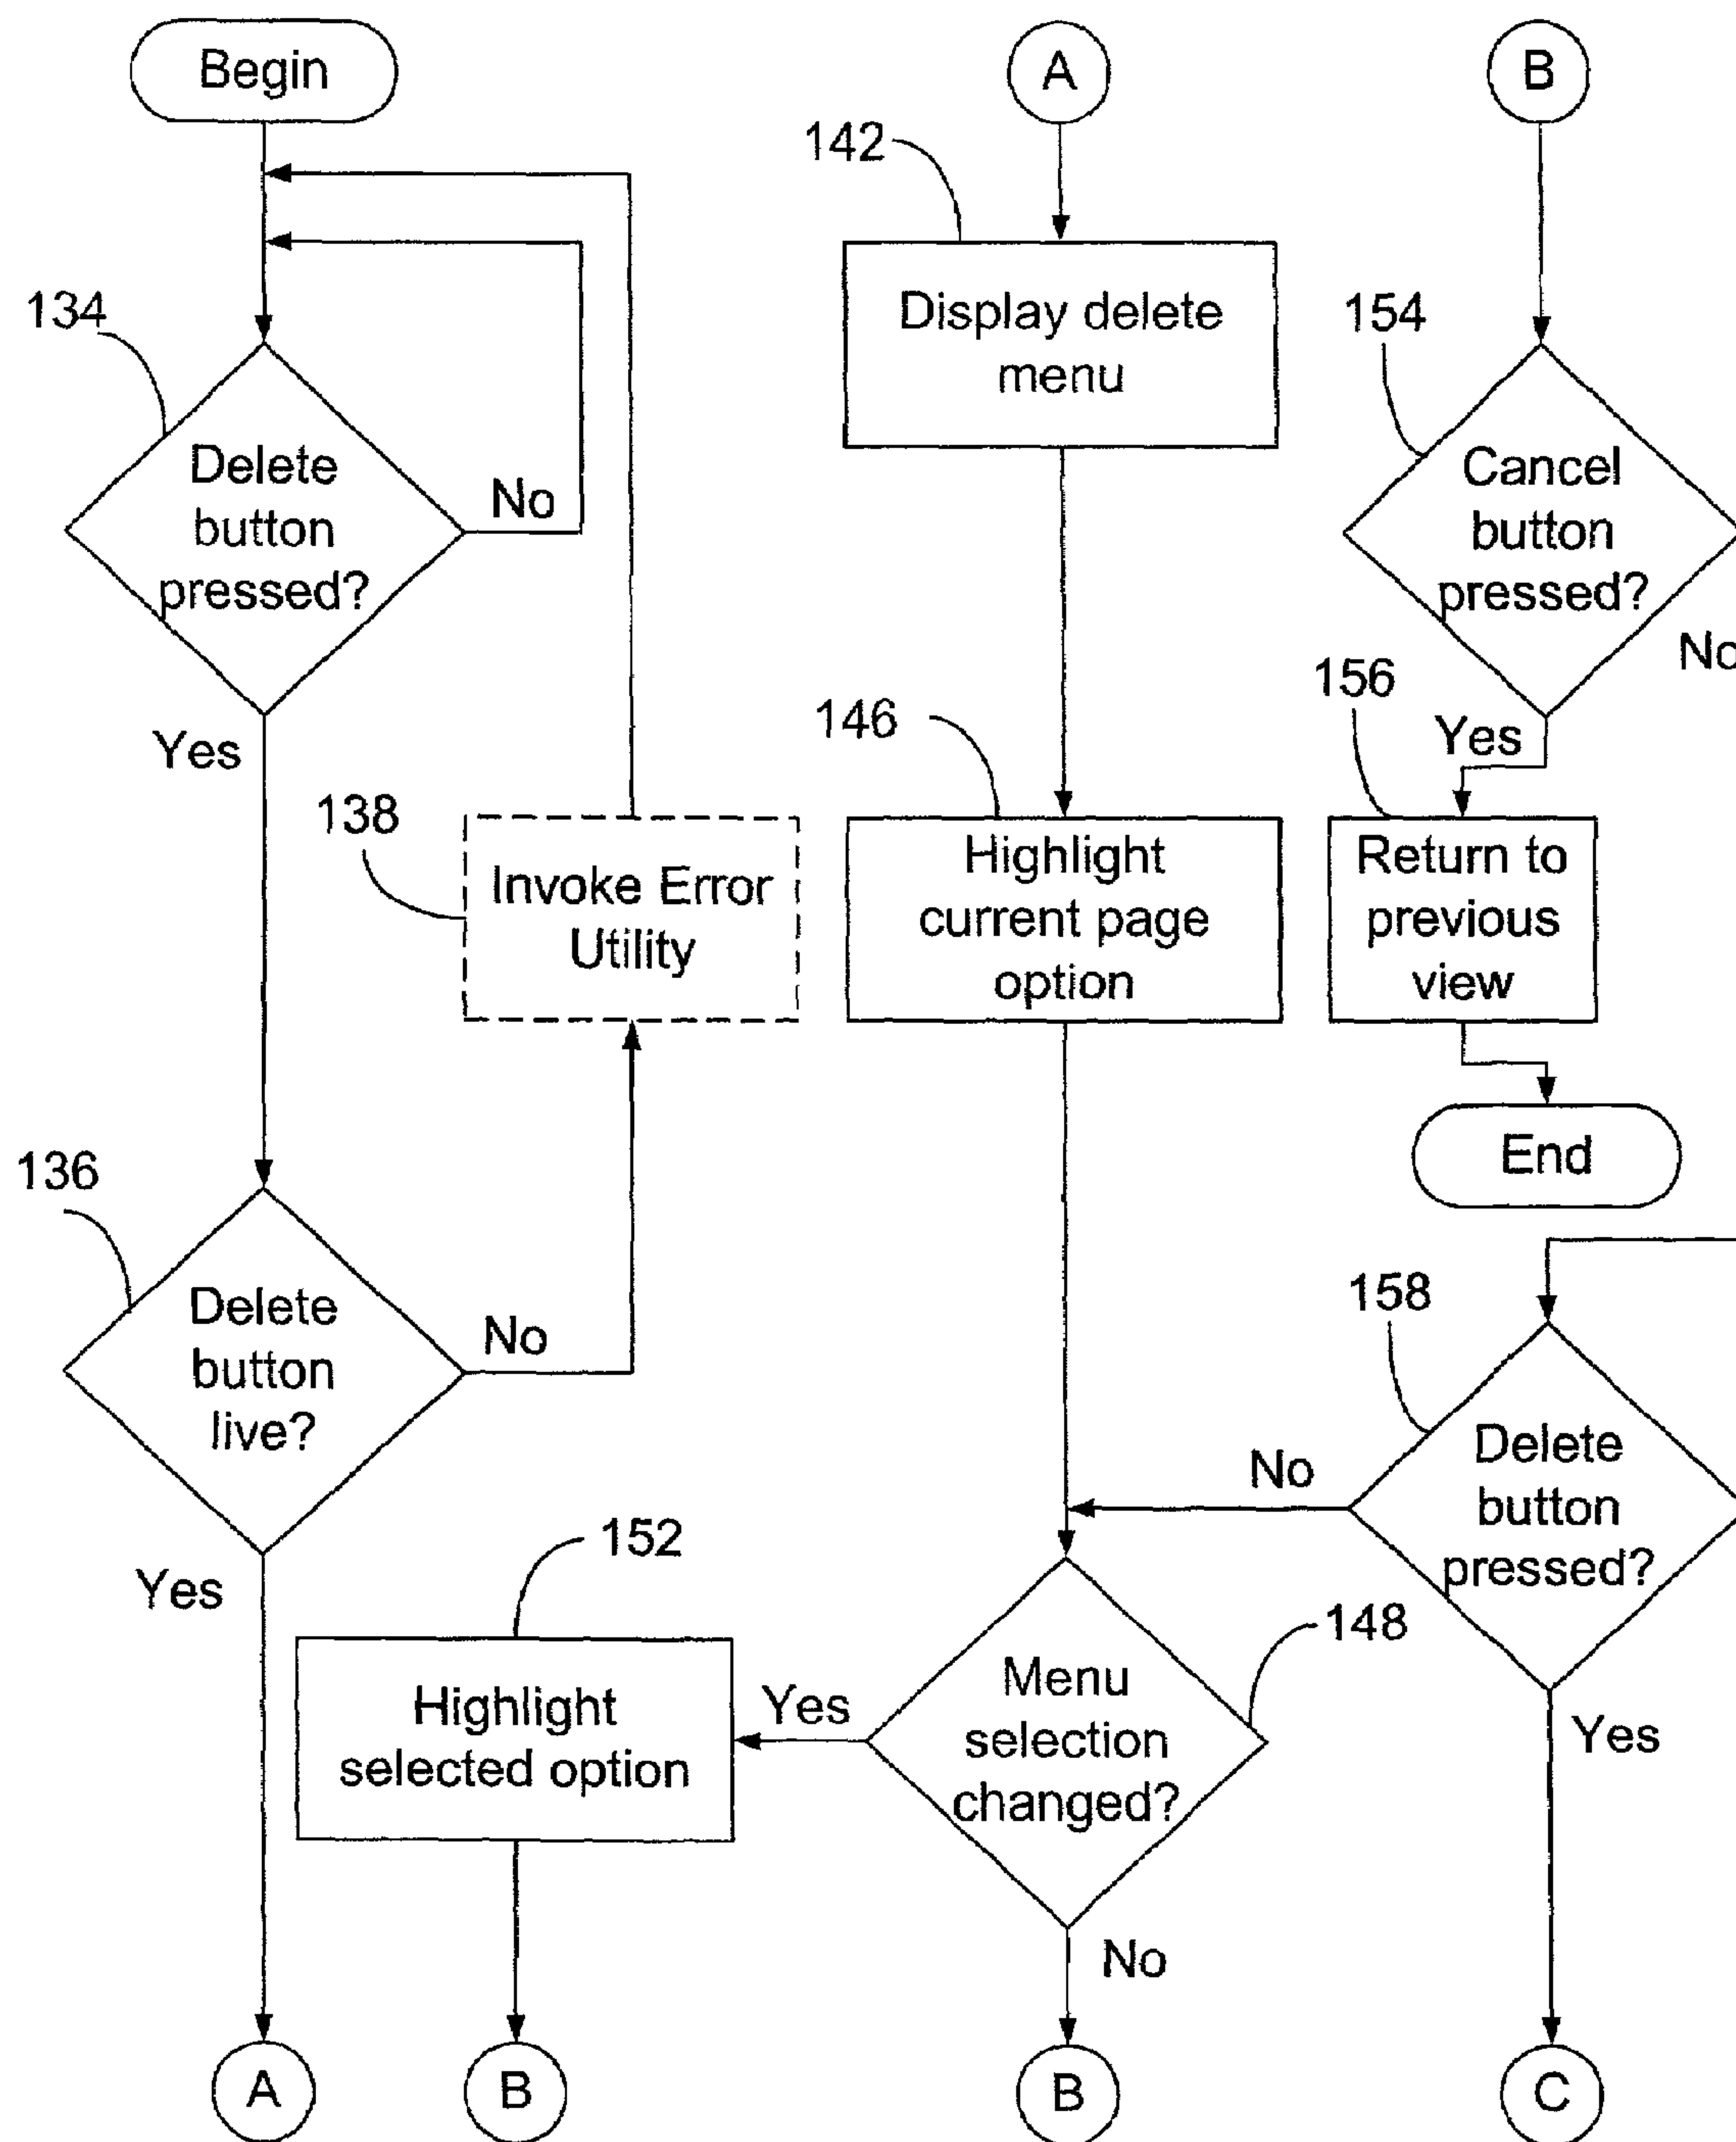 Begin
134
Delete
button
pressed?
No
Yes
138
Invoke Error
Utility
136
Delete
button
live?
No
Yes
A
A
142
Display delete
menu
146
Highlight
current page
option
148
Menu
selection
changed?
Yes
152
Highlight
selected option
B
No
B
B
154
Cancel
button
pressed?
No
Yes
156
Return to
previous
view
End
158
Delete
button
pressed?
No
Yes
C